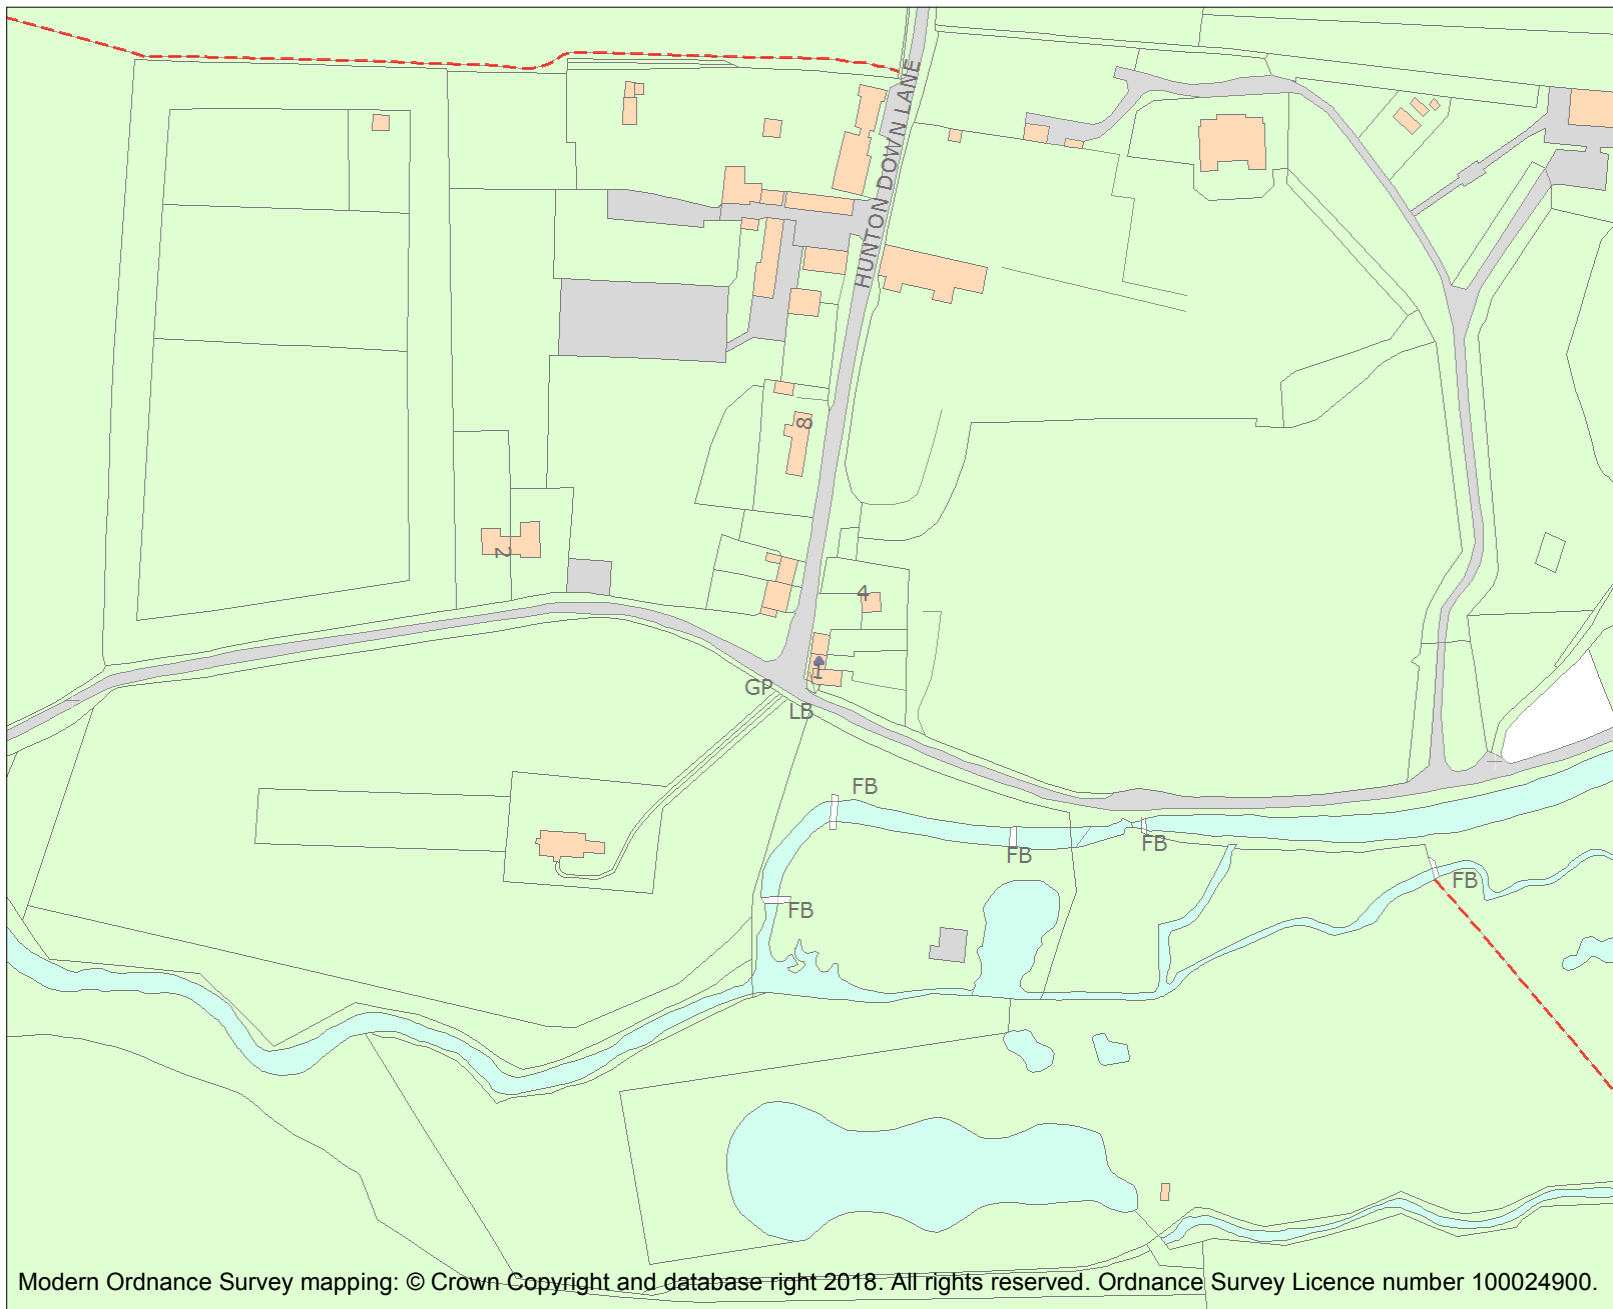 HUNTON DOWN LANE
8
2
4
1
GP
LB
FB
FB
FB
FB
FB
Modern Ordnance Survey mapping: © Crown Copyright and database right 2018. All rights reserved. Ordnance Survey Licence number 100024900.